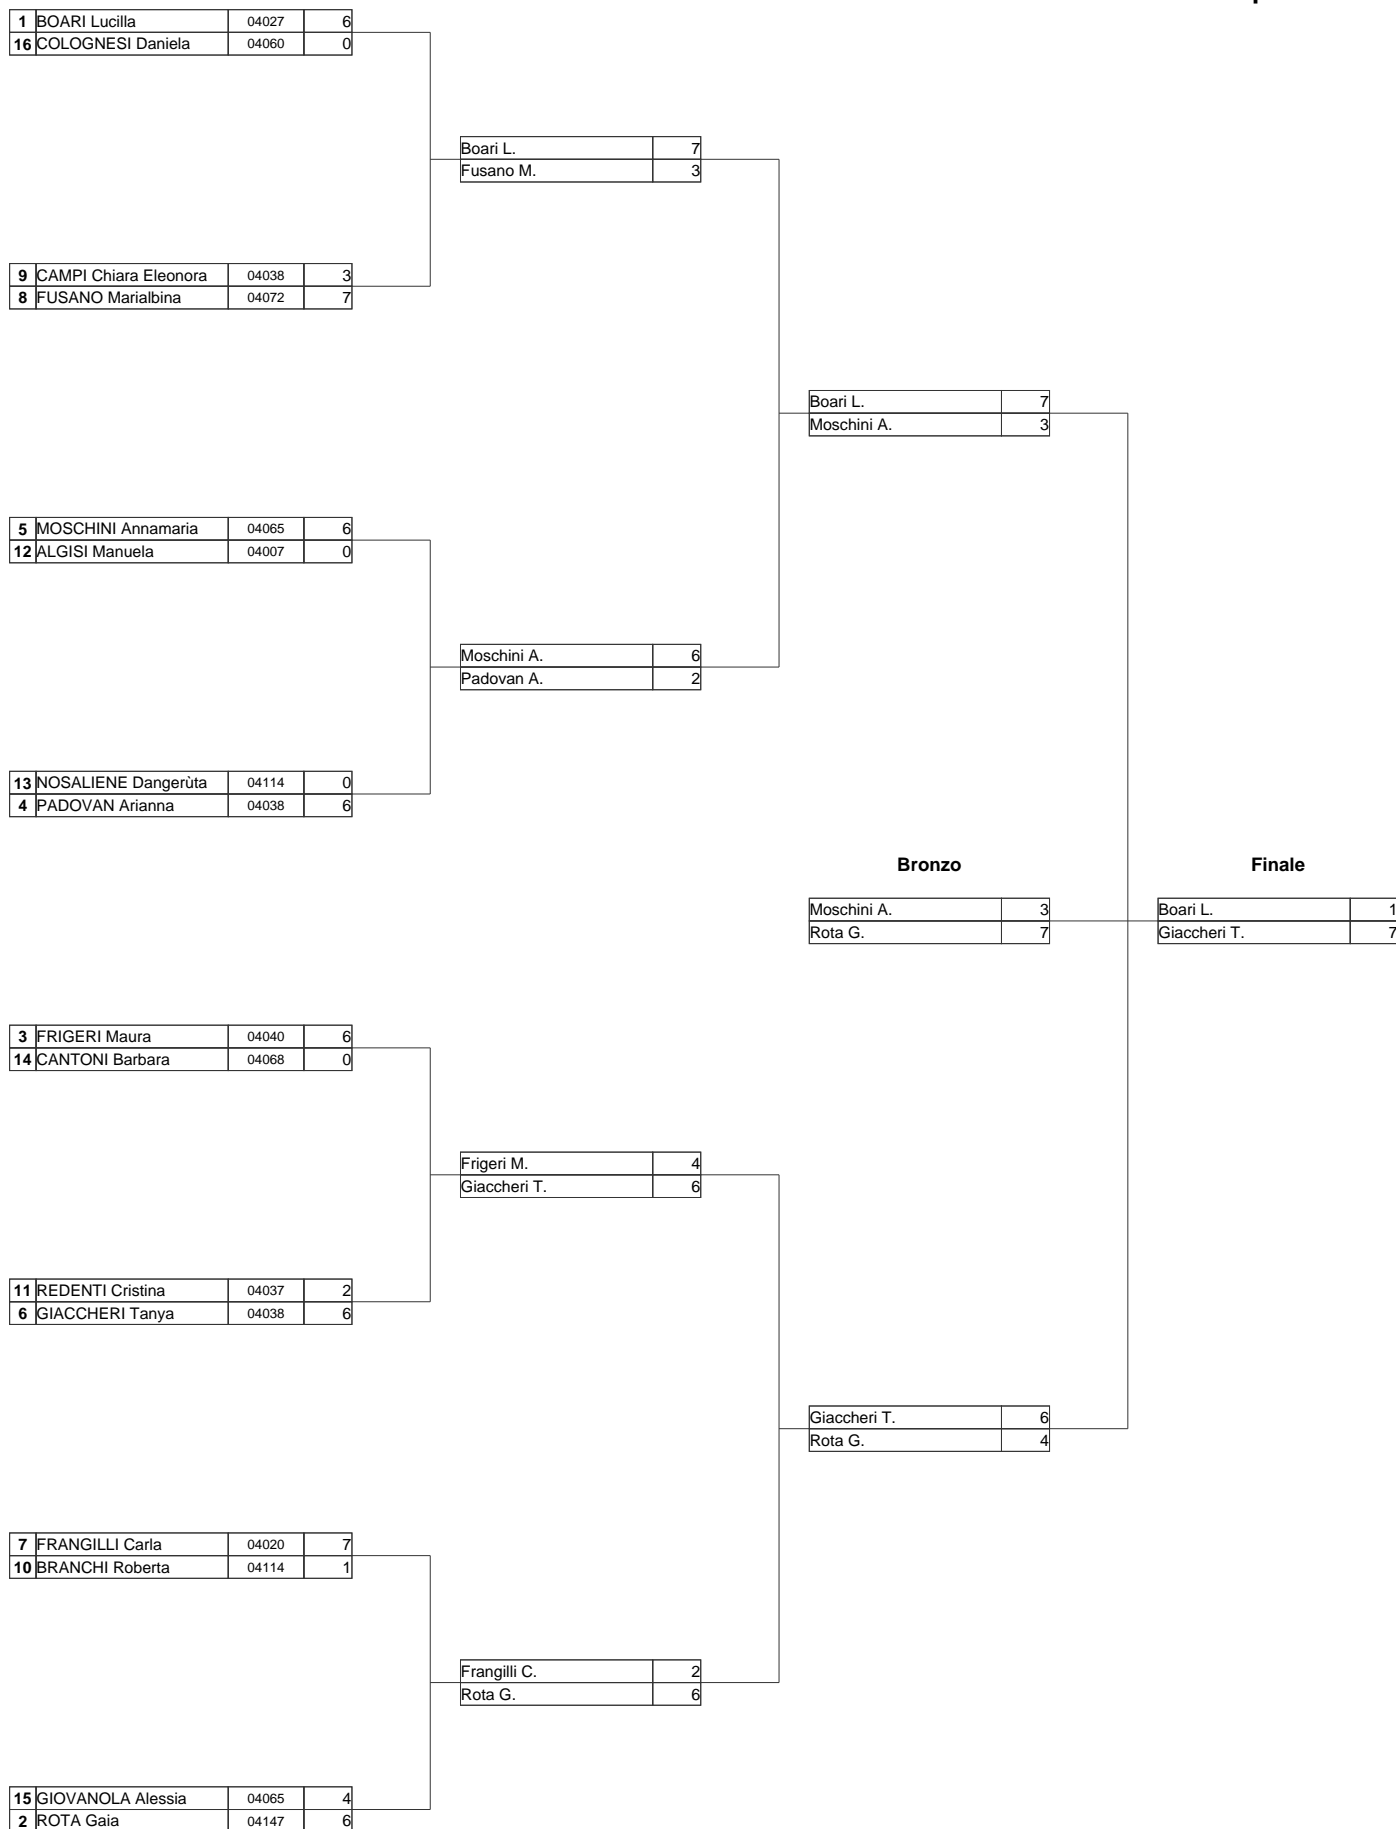 1 BOARI Lucilla 04027 6
16 COLOGNESI Daniela 04060 0
Boari L. 7
Fusano M. 3
9 CAMPI Chiara Eleonora 04038 3
8 FUSANO Marialbina 04072 7
Boari L. 7
Moschini A. 3
5 MOSCHINI Annamaria 04065 6
12 ALGISI Manuela 04007 0
Moschini A. 6
Padovan A. 2
13 NOSALIENE Dangerùta 04114 0
4 PADOVAN Arianna 04038 6
Bronzo Finale
Moschini A. 3 Boari L. 1
Rota G. 7 Giaccheri T. 7
3 FRIGERI Maura 04040 6
14 CANTONI Barbara 04068 0
Frigeri M. 4
Giaccheri T. 6
11 REDENTI Cristina 04037 2
6 GIACCHERI Tanya 04038 6
Giaccheri T. 6
Rota G. 4
7 FRANGILLI Carla 04020 7
10 BRANCHI Roberta 04114 1
Frangilli C. 2
Rota G. 6
15 GIOVANOLA Alessia 04065 4
2 ROTA Gaia 04147 6